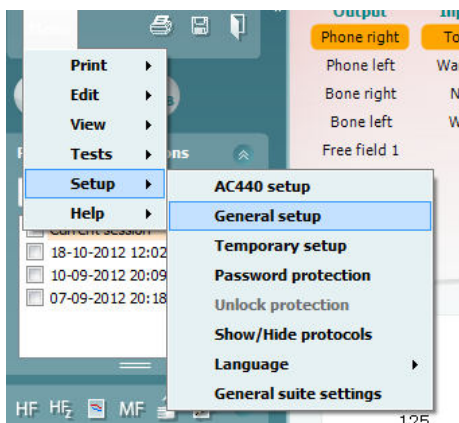 Output
Phone right
Phone left
Bone right
Bone left
Free field 1
Print
Edit
View
Tests
Setup
Help
AC440 setup
General setup
Temporary setup
Password protection
Unlock protection
Show/Hide protocols
Language
General suite settings
Current session
18-10-2012 12:02
10-09-2012 20:09
07-09-2012 20:18
HF HFz MF
125